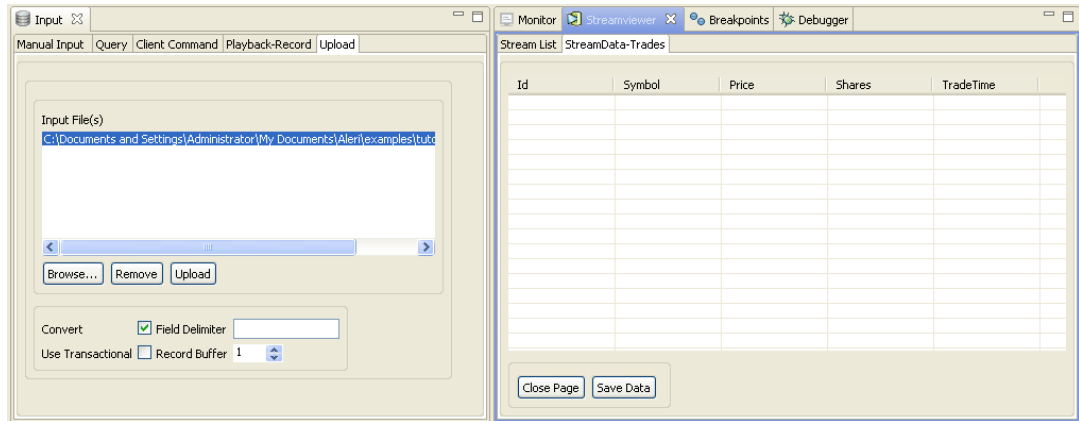 Input
Manual Input Query Client Command Playback-Record Upload
Input File(s)
C:\Documents and Settings\Administrator\My Documents\Aleri\examples\tuto
Browse... Remove Upload
Convert Field Delimiter
Use Transactional Record Buffer 1
Monitor Streamviewer Breakpoints Debugger
Stream List StreamData-Trades
Id Symbol Price Shares TradeTime
Close Page Save Data